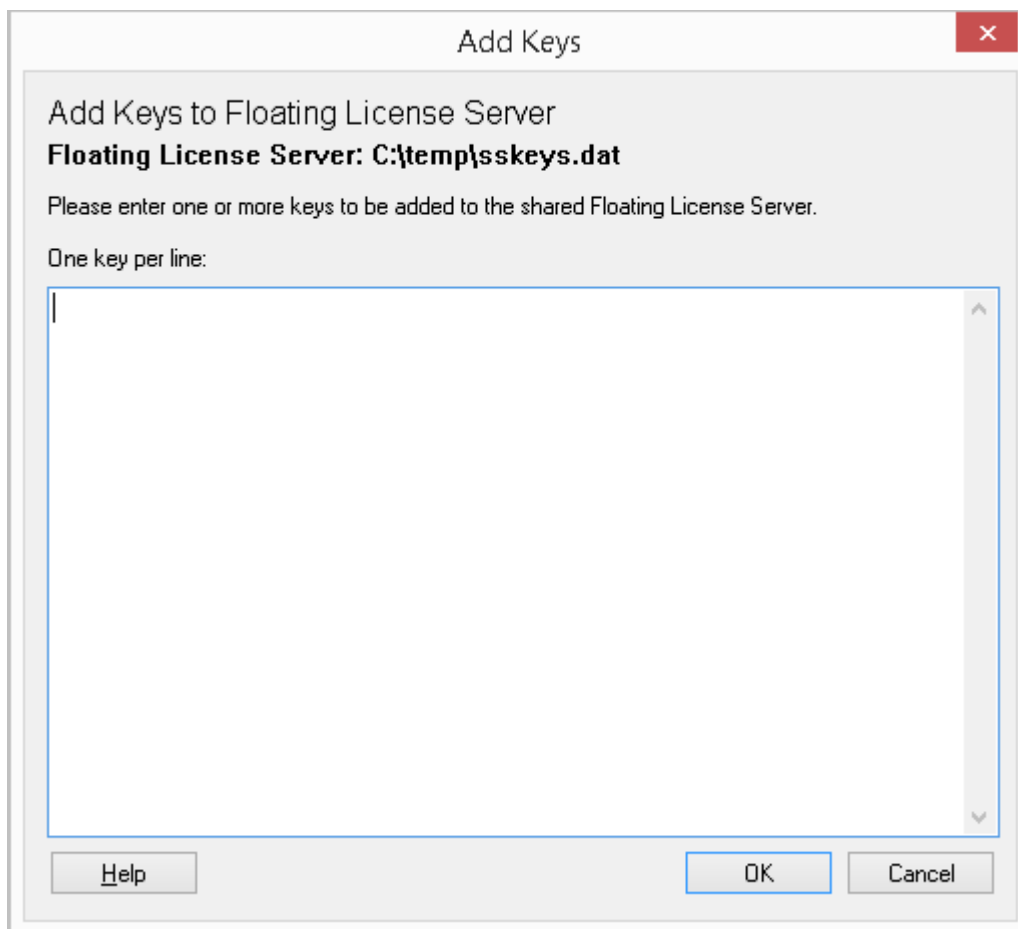 Add Keys
Add Keys to Floating License Server
Floating License Server: C:\temp\sskeys.dat
Please enter one or more keys to be added to the shared Floating License Server.
One key per line:
Help OK Cancel